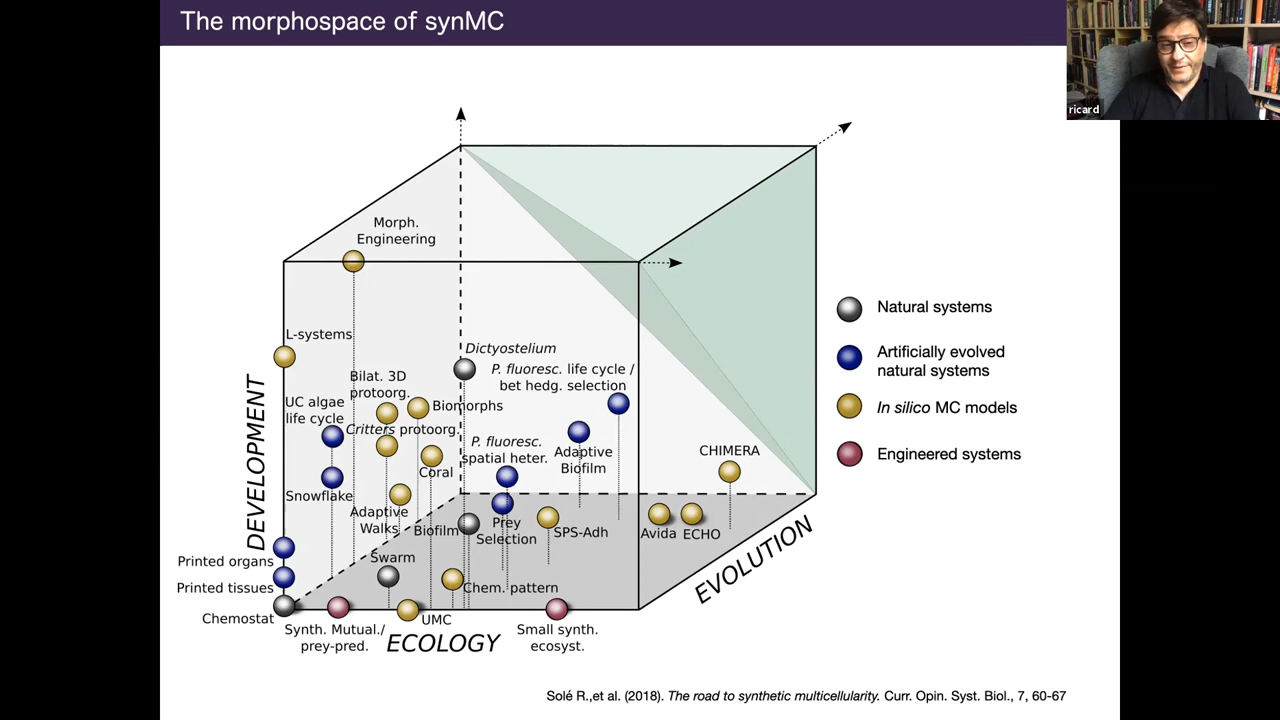 The morphospace of synMC
ricard
Morph.
Engineering
L-systems
Dictyostelium
Bilat. 3D
protoorg.
P. fluoresc. life cycle /
bet hedg. selection
UC algae
life cycle
Biomorphs
Critters protoorg.
P. fluoresc.
spatial heter.
Adaptive
Biofilm
CHIMERA
Coral
Snowflake
Adaptive
Walks
Biofilm
Prey
Selection
SPS-Adh
Avida
ECHO
Printed organs
Swarm
Printed tissues
Chem. pattern
Chemostat
UMC
Synth. Mutual./
prey-pred.
Small synth.
ecosyst.
DEVELOPMENT
ECOLOGY
EVOLUTION
Natural systems
Artificially evolved
natural systems
In silico MC models
Engineered systems
Solé R.,et al. (2018). The road to synthetic multicellularity. Curr. Opin. Syst. Biol., 7, 60-67